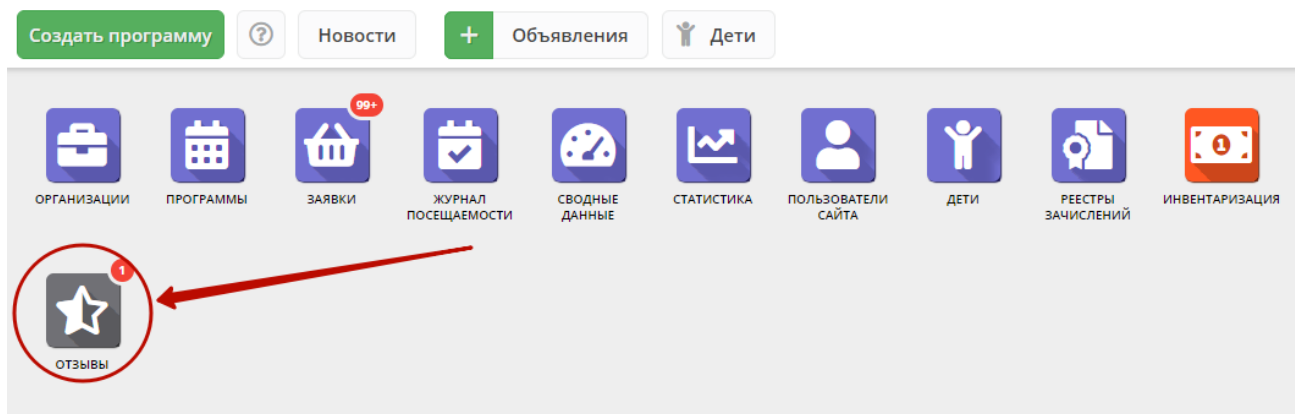 Создать программу
?
Новости
+ Объявления
Дети
99+
ОРГАНИЗАЦИИ
ПРОГРАММЫ
ЗАЯВКИ
ЖУРНАЛ
ПОСЕЩАЕМОСТИ
СВОДНЫЕ
ДАННЫЕ
СТАТИСТИКА
ПОЛЬЗОВАТЕЛИ
САЙТА
ДЕТИ
РЕЕСТРЫ
ЗАЧИСЛЕНИЙ
1
ИНВЕНТАРИЗАЦИЯ
1
ОТЗЫВЫ